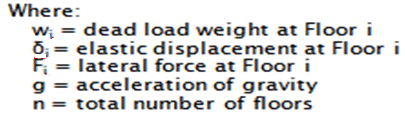 Where:
wᵢ = dead load weight at Floor i
δᵢ = elastic displacement at Floor i
Fᵢ = lateral force at Floor i
g = acceleration of gravity
n = total number of floors